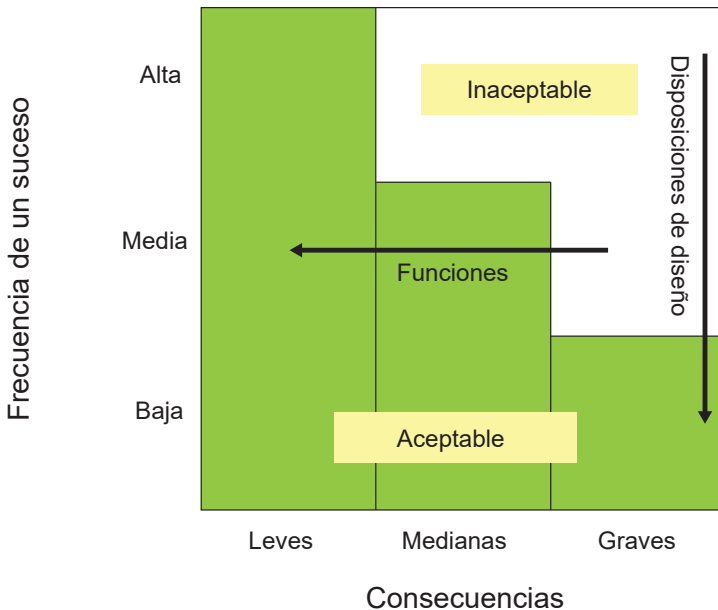 Frecuencia de un suceso
Alta
Media
Baja
Inaceptable
Disposiciones de diseño
Funciones
Aceptable
Leves
Medianas
Graves
Consecuencias